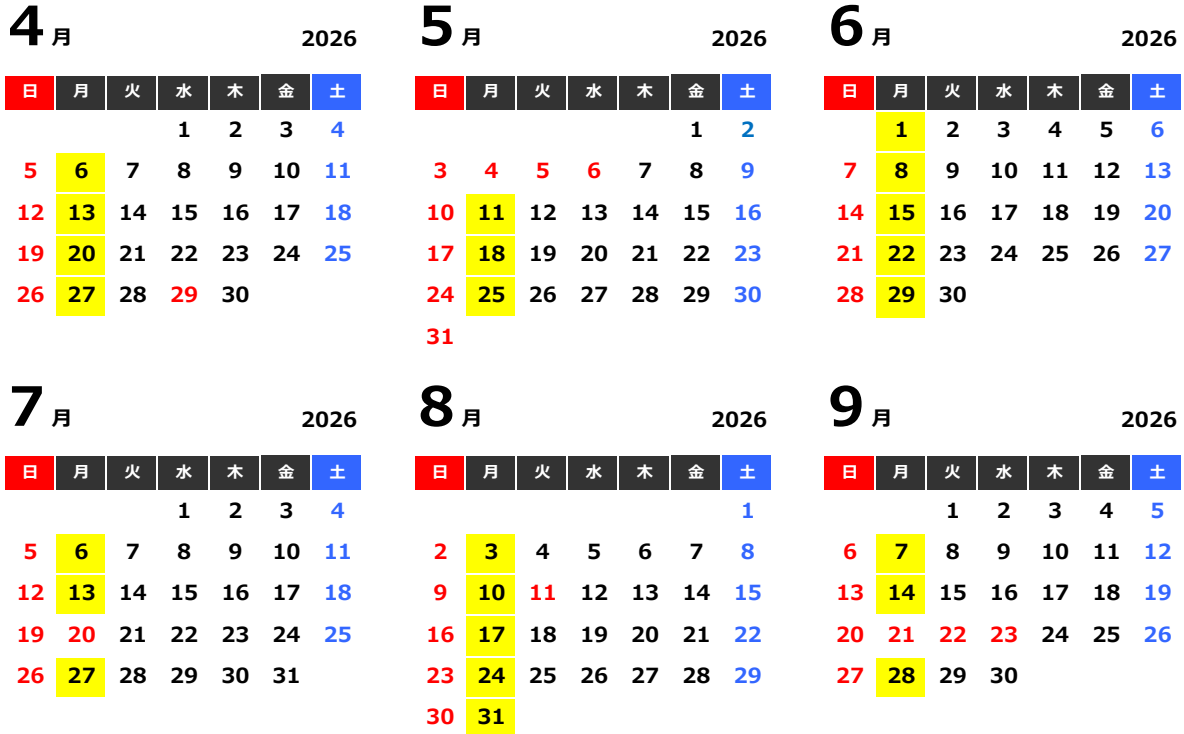 4月 2026
日 月 火 水 木 金 土
1 2 3 4
5 6 7 8 9 10 11
12 13 14 15 16 17 18
19 20 21 22 23 24 25
26 27 28 29 30
5月 2026
日 月 火 水 木 金 土
1 2
3 4 5 6 7 8 9
10 11 12 13 14 15 16
17 18 19 20 21 22 23
24 25 26 27 28 29 30
31
6月 2026
日 月 火 水 木 金 土
1 2 3 4 5 6
7 8 9 10 11 12 13
14 15 16 17 18 19 20
21 22 23 24 25 26 27
28 29 30
7月 2026
日 月 火 水 木 金 土
1 2 3 4
5 6 7 8 9 10 11
12 13 14 15 16 17 18
19 20 21 22 23 24 25
26 27 28 29 30 31
8月 2026
日 月 火 水 木 金 土
1
2 3 4 5 6 7 8
9 10 11 12 13 14 15
16 17 18 19 20 21 22
23 24 25 26 27 28 29
30 31
9月 2026
日 月 火 水 木 金 土
1 2 3 4 5
6 7 8 9 10 11 12
13 14 15 16 17 18 19
20 21 22 23 24 25 26
27 28 29 30